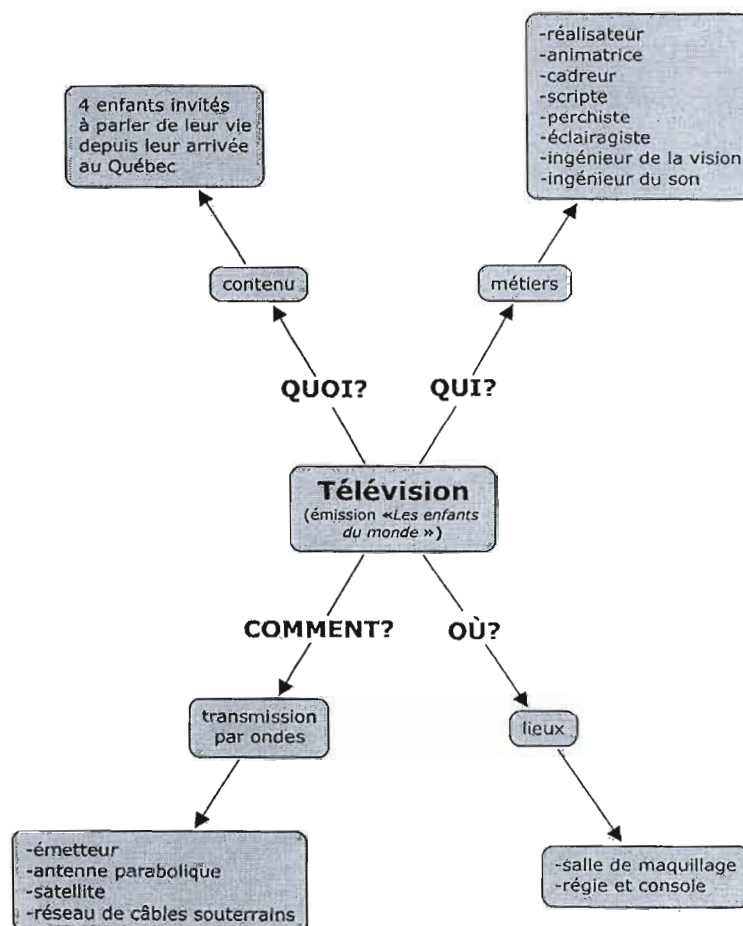 -réalisateur
-animatrice
-cadreur
-scripte
-perchiste
-éclairagiste
-ingénieur de la vision
-ingénieur du son
4 enfants invités
à parler de leur vie
depuis leur arrivée
au Québec
contenu
métiers
QUOI?
QUI?
Télévision
(émission «Les enfants
du monde »)
COMMENT?
OÙ?
transmission
par ondes
lieux
-émetteur
-antenne parabolique
-satellite
-réseau de câbles souterrains
-salle de maquillage
-régie et console